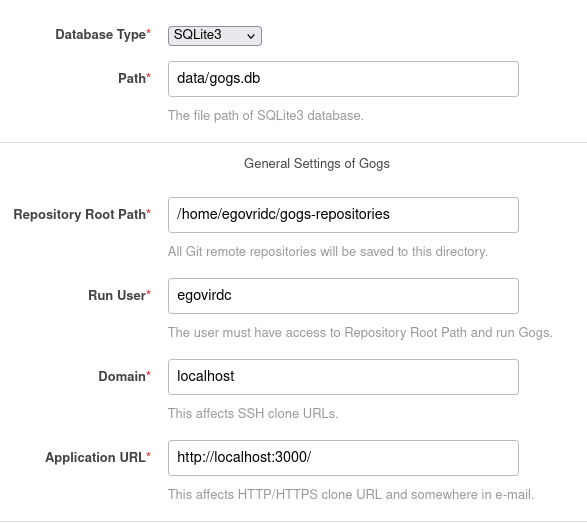 Database Type* SQLite3
Path* data/gogs.db
The file path of SQLite3 database.
General Settings of Gogs
Repository Root Path* /home/egovridc/gogs-repositories
All Git remote repositories will be saved to this directory.
Run User* egovirdc
The user must have access to Repository Root Path and run Gogs.
Domain* localhost
This affects SSH clone URLs.
Application URL* http://localhost:3000/
This affects HTTP/HTTPS clone URL and somewhere in e-mail.